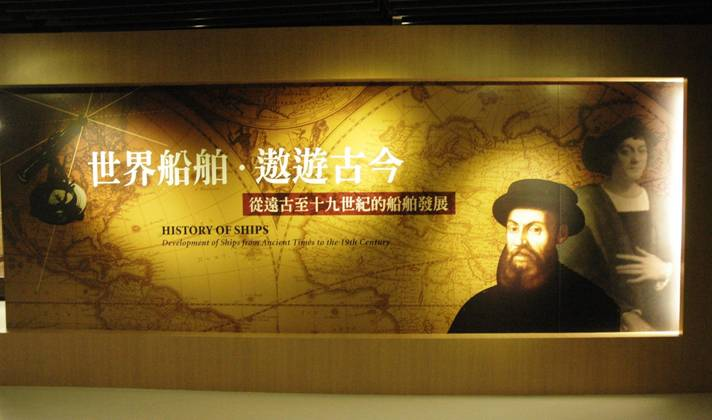 世界船舶·遨遊古今
從遠古至十九世紀的船舶發展
HISTORY OF SHIPS
Development of Ships from Ancient Times to the 19th Century